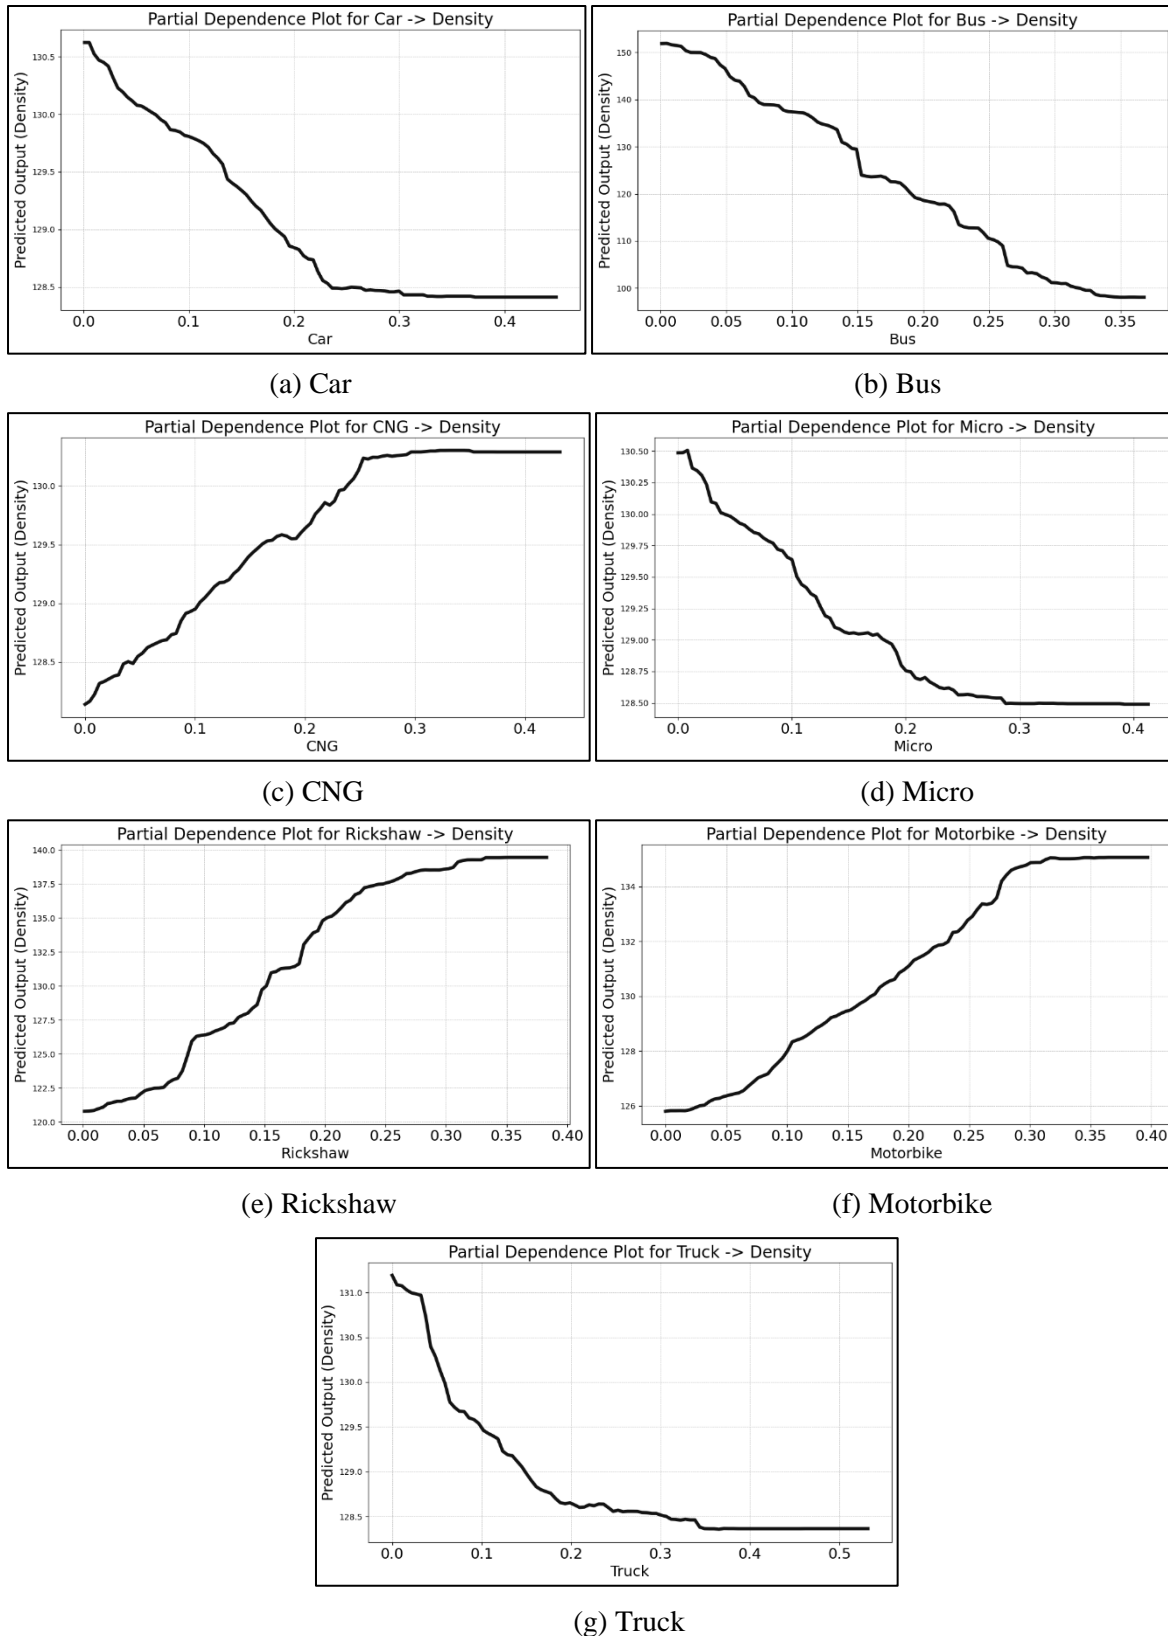 Partial Dependence Plot for Car -> Density
Predicted Output (Density)
130.5
130.0
129.5
129.0
128.5
0.0 0.1 0.2 0.3 0.4
Car
(a) Car
Partial Dependence Plot for Bus -> Density
Predicted Output (Density)
150
140
130
120
110
100
0.00 0.05 0.10 0.15 0.20 0.25 0.30 0.35
Bus
(b) Bus
Partial Dependence Plot for CNG -> Density
Predicted Output (Density)
130.0
129.5
129.0
128.5
0.0 0.1 0.2 0.3 0.4
CNG
(c) CNG
Partial Dependence Plot for Micro -> Density
Predicted Output (Density)
130.50
130.25
130.00
129.75
129.50
129.25
129.00
128.75
128.50
0.0 0.1 0.2 0.3 0.4
Micro
(d) Micro
Partial Dependence Plot for Rickshaw -> Density
Predicted Output (Density)
140.0
137.5
135.0
132.5
130.0
127.5
125.0
122.5
120.0
0.00 0.05 0.10 0.15 0.20 0.25 0.30 0.35 0.40
Rickshaw
(e) Rickshaw
Partial Dependence Plot for Motorbike -> Density
Predicted Output (Density)
134
132
130
128
126
0.00 0.05 0.10 0.15 0.20 0.25 0.30 0.35 0.40
Motorbike
(f) Motorbike
Partial Dependence Plot for Truck -> Density
Predicted Output (Density)
131.0
130.5
130.0
129.5
129.0
128.5
0.0 0.1 0.2 0.3 0.4 0.5
Truck
(g) Truck